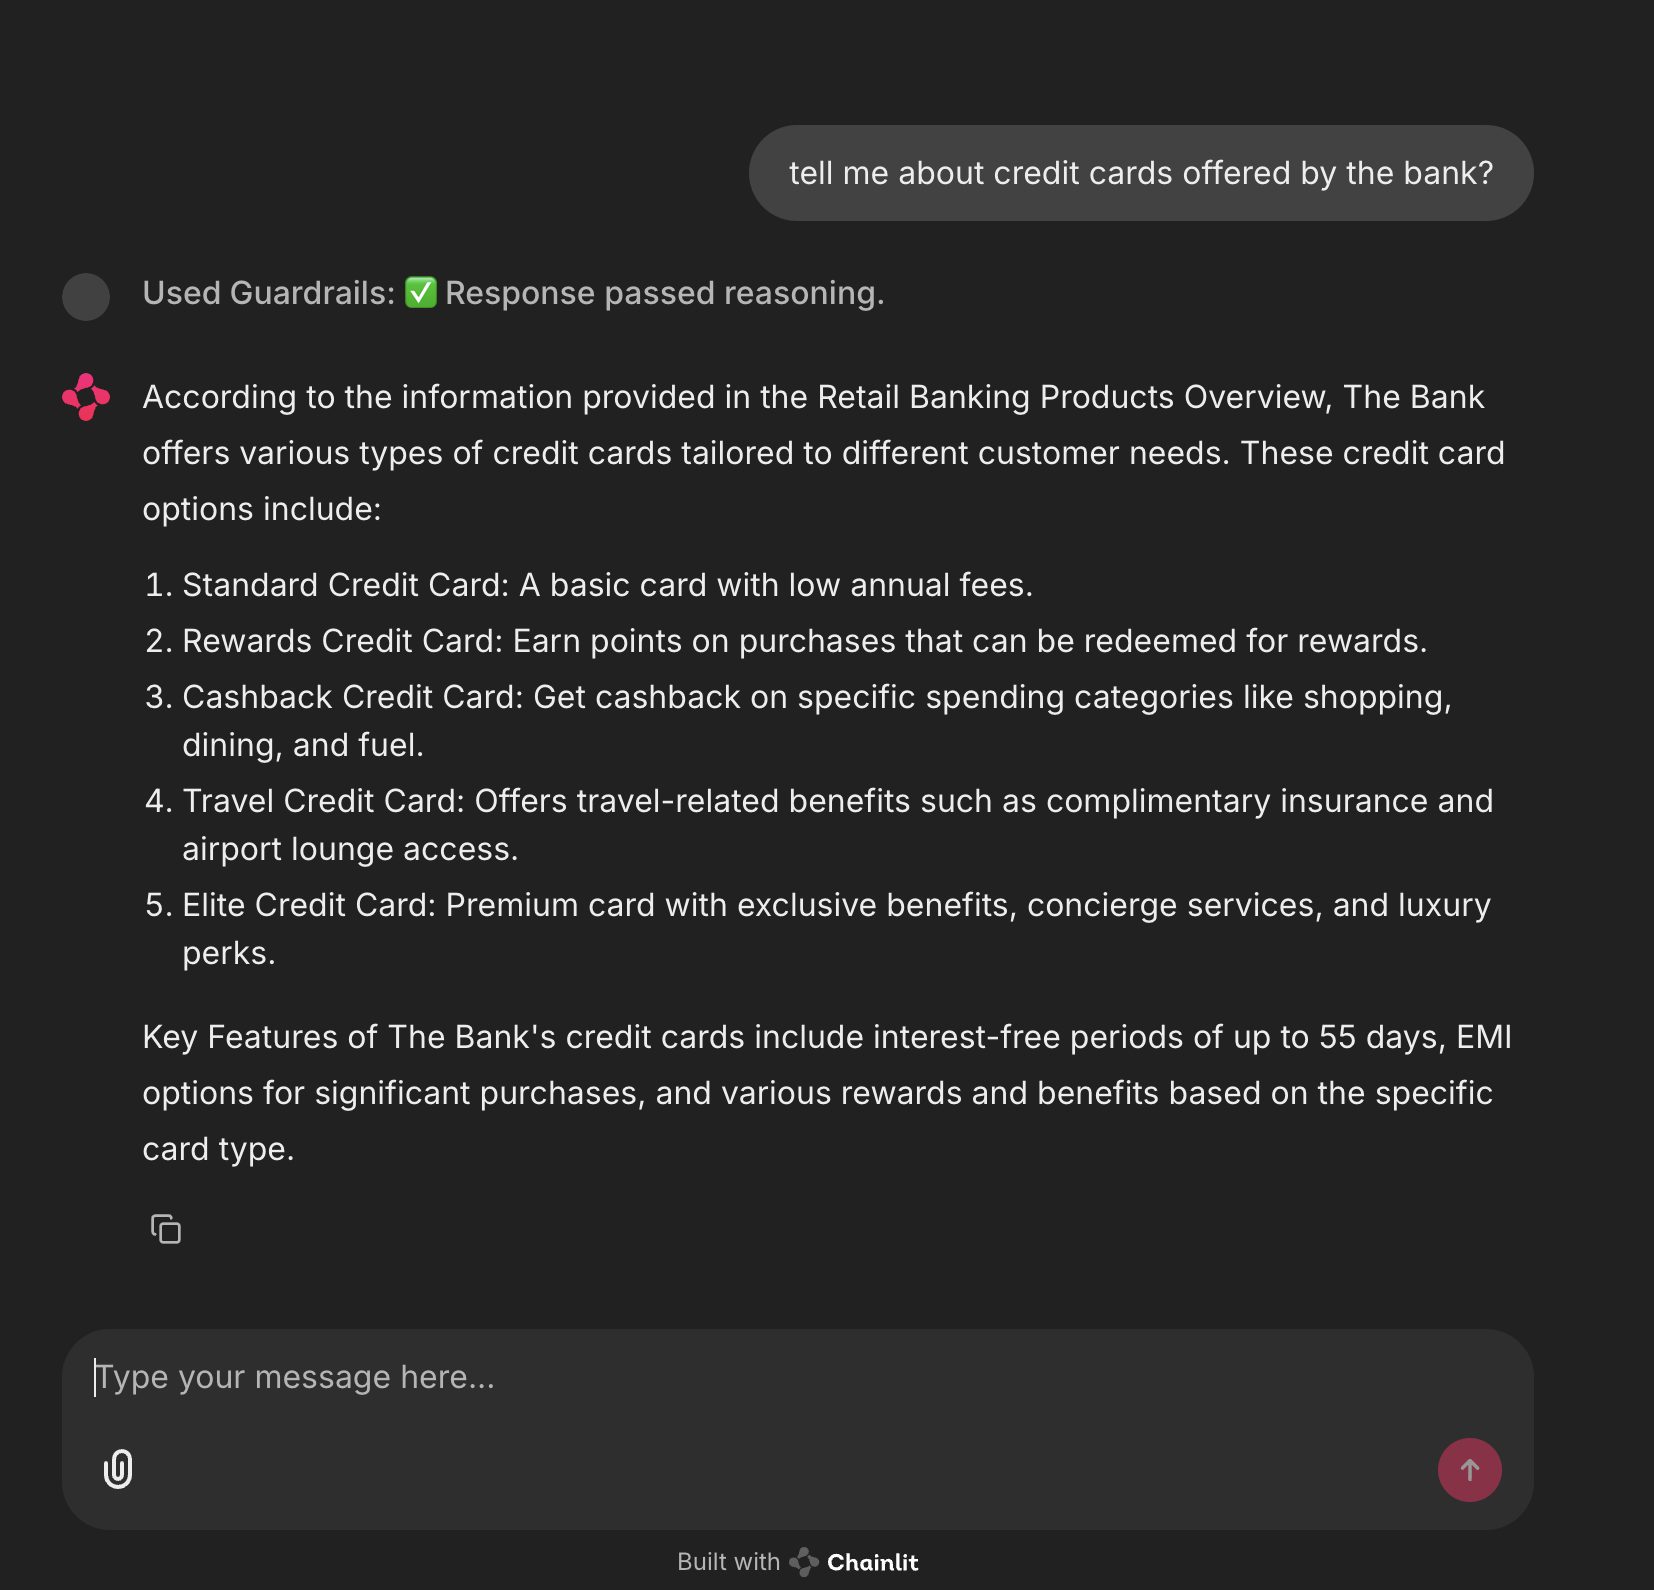 tell me about credit cards offered by the bank?
Used Guardrails: ✅ Response passed reasoning.
According to the information provided in the Retail Banking Products Overview, The Bank
offers various types of credit cards tailored to different customer needs. These credit card
options include:
1. Standard Credit Card: A basic card with low annual fees.
2. Rewards Credit Card: Earn points on purchases that can be redeemed for rewards.
3. Cashback Credit Card: Get cashback on specific spending categories like shopping,
dining, and fuel.
4. Travel Credit Card: Offers travel-related benefits such as complimentary insurance and
airport lounge access.
5. Elite Credit Card: Premium card with exclusive benefits, concierge services, and luxury
perks.
Key Features of The Bank's credit cards include interest-free periods of up to 55 days, EMI
options for significant purchases, and various rewards and benefits based on the specific
card type.
Type your message here...
Built with Chainlit